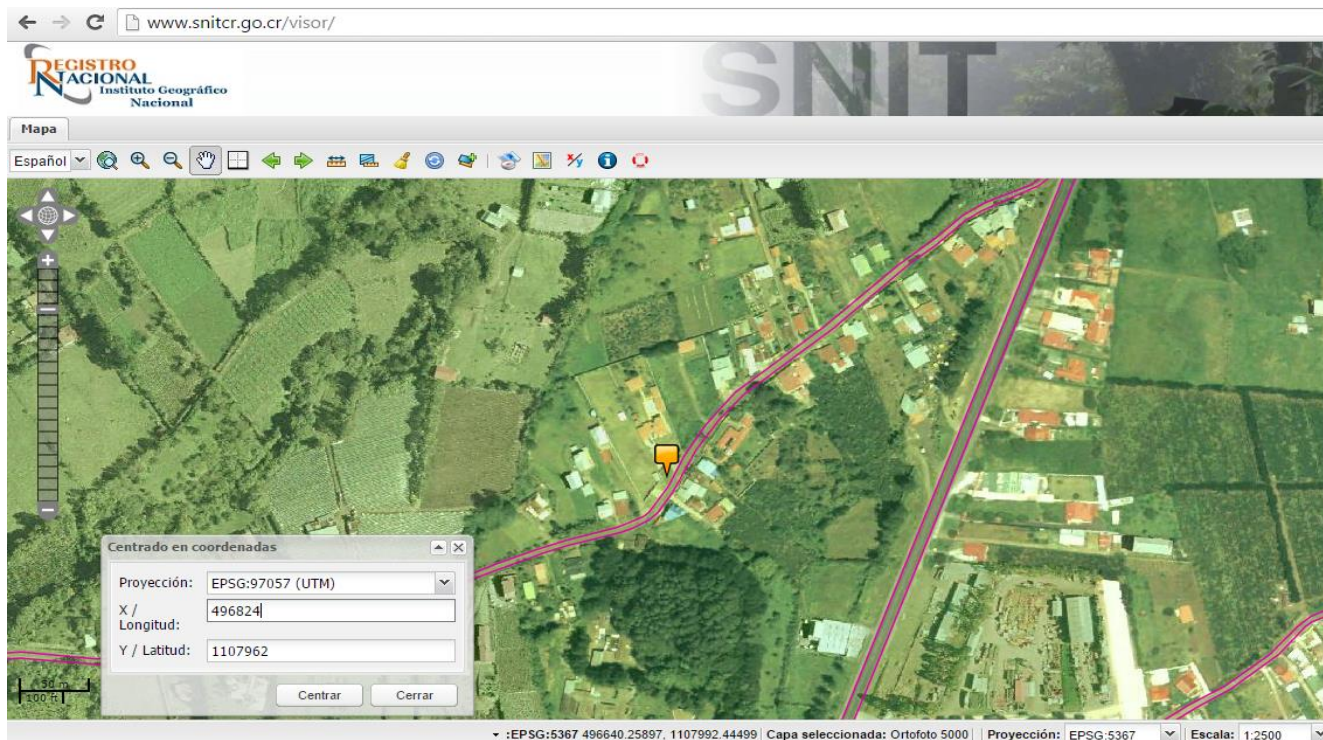 www.snitcr.go.cr/visor/
REGISTRO
NACIONAL
Instituto Geográfico
Nacional
SNIT
Mapa
Español
Centrado en coordenadas
Proyección: EPSG:97057 (UTM)
X /
Longitud: 496824
Y / Latitud: 1107962
Centrar Cerrar
50 m
100 ft
:EPSG:5367 496640.25897, 1107992.44499 Capa seleccionada: Ortofoto 5000 Proyección: EPSG:5367 Escala: 1:2500